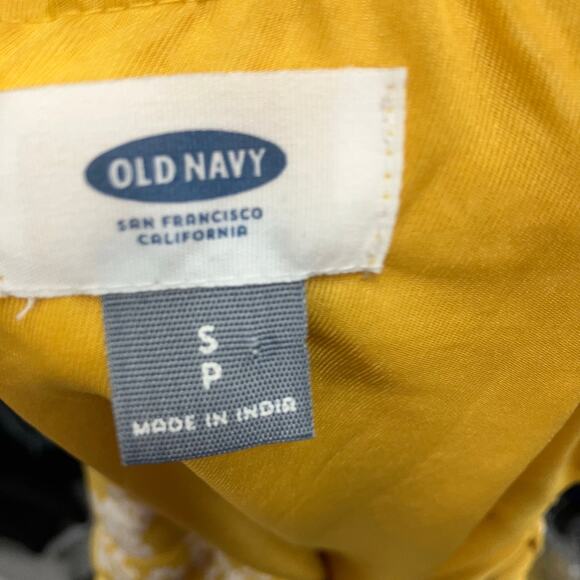 OLD NAVY
SAN FRANCISCO
CALIFORNIA
S
P
MADE IN INDIA